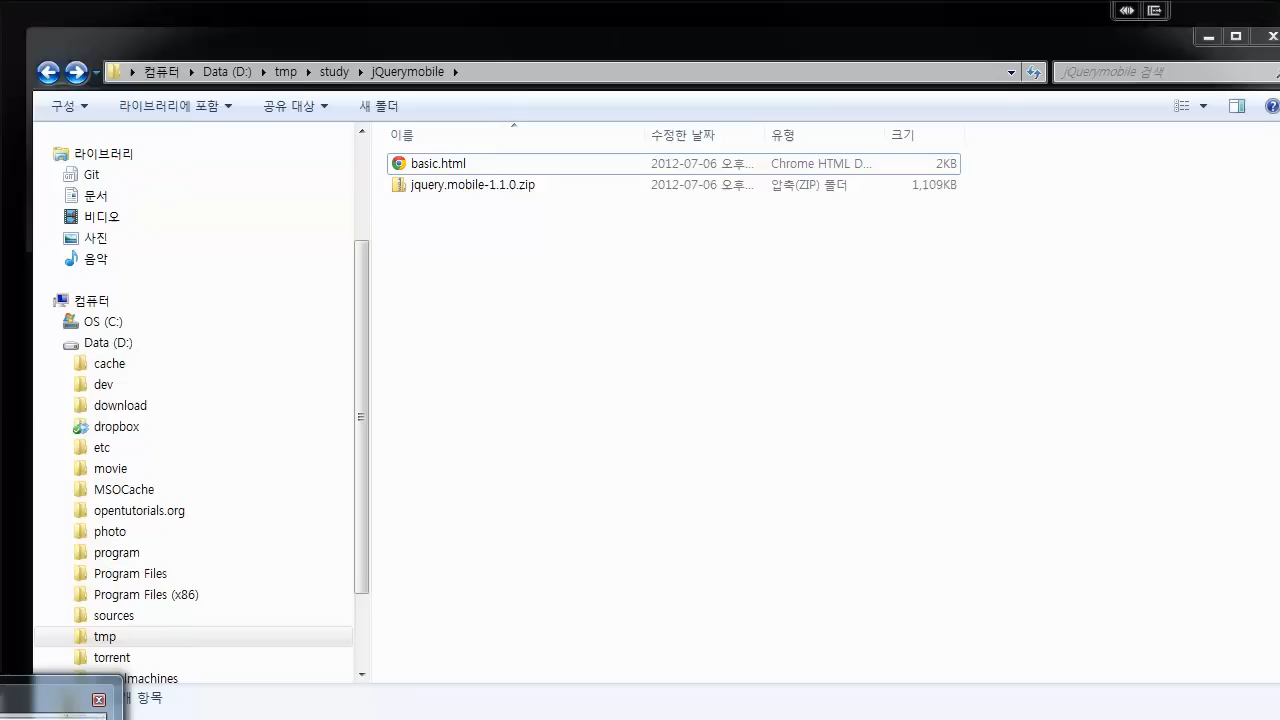 컴퓨터 Data (D:) tmp study jQuerymobile jQuerymobile 검색
구성 라이브러리에 포함 공유 대상 새 폴더
이름 수정한 날짜 유형 크기
basic.html 2012-07-06 오후... Chrome HTML D... 2KB
jquery.mobile-1.1.0.zip 2012-07-06 오후... 압축(ZIP) 폴더 1,109KB
라이브러리
Git
문서
비디오
사진
음악
컴퓨터
OS (C:)
Data (D:)
cache
dev
download
dropbox
etc
movie
MSOCache
opentutorials.org
photo
program
Program Files
Program Files (x86)
sources
tmp
torrent
항목